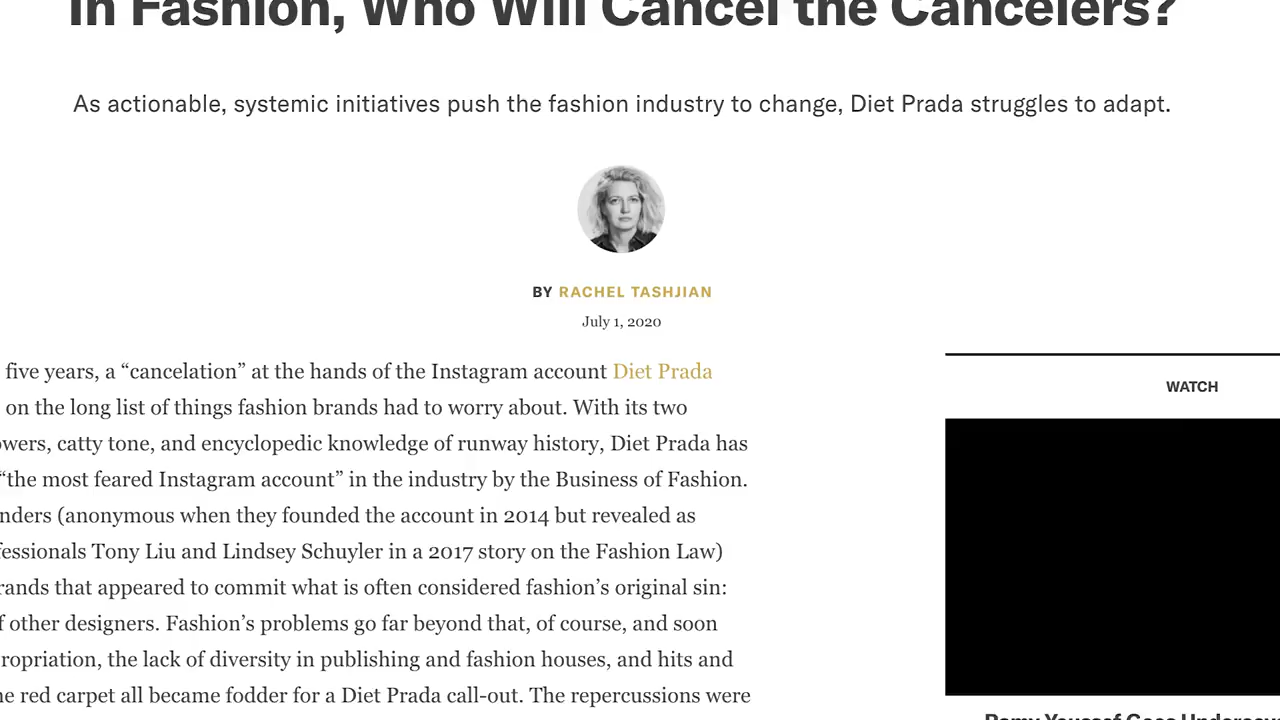 In Fashion, Who Will Cancel the Cancelers?
As actionable, systemic initiatives push the fashion industry to change, Diet Prada struggles to adapt.
BY RACHEL TASHJIAN
July 1, 2020
five years, a “cancelation” at the hands of the Instagram account Diet Prada
on the long list of things fashion brands had to worry about. With its two
owers, catty tone, and encyclopedic knowledge of runway history, Diet Prada has
“the most feared Instagram account” in the industry by the Business of Fashion.
nders (anonymous when they founded the account in 2014 but revealed as
fessionals Tony Liu and Lindsey Schuyler in a 2017 story on the Fashion Law)
rands that appeared to commit what is often considered fashion’s original sin:
f other designers. Fashion’s problems go far beyond that, of course, and soon
ropriation, the lack of diversity in publishing and fashion houses, and hits and
he red carpet all became fodder for a Diet Prada call-out. The repercussions were
WATCH
Ramy Youssef Goes